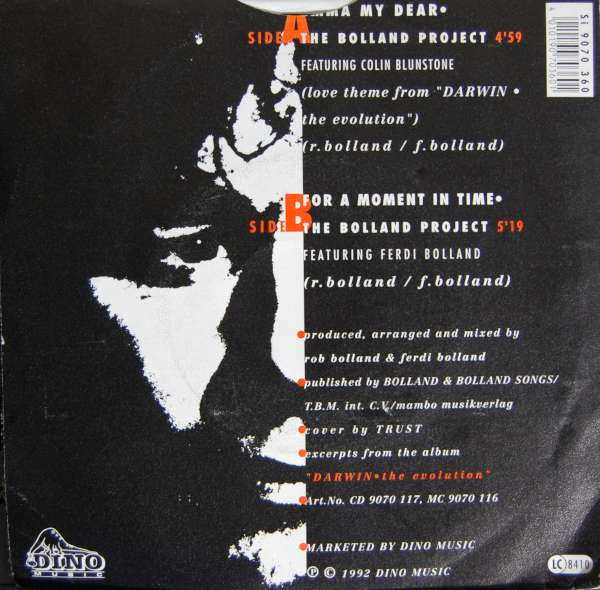 MMA MY DEAR•
SIDE A THE BOLLAND PROJECT 4'59
FEATURING COLIN BLUNSTONE
(love theme from "DARWIN •
the evolution")
(r.bolland / f.bolland)
FOR A MOMENT IN TIME•
SIDE B THE BOLLAND PROJECT 5'19
FEATURING FERDI BOLLAND
(r.bolland / f.bolland)
•produced, arranged and mixed by
rob bolland & ferdi bolland
•published by BOLLAND & BOLLAND SONGS/
T.B.M. int. C.V./mambo musikverlag
•cover by TRUST
•excerpts from the album
"DARWIN•the evolution"
•Art.No. CD 9070 117, MC 9070 116
•MARKETED BY DINO MUSIC
Ⓟ © 1992 DINO MUSIC
DINO
MUSIC
LC 8410
Si 9070 360